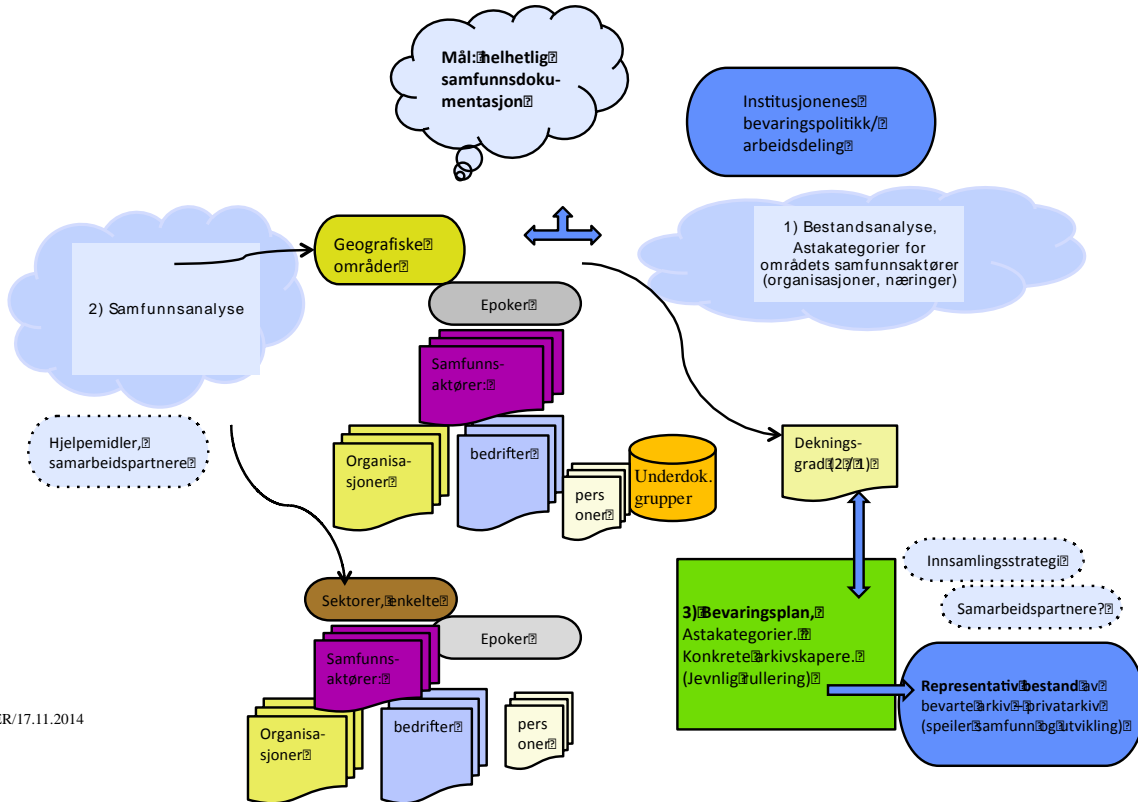 Mål: helhetlig
samfunnsdoku-
mentasjon
Institusjonenes
bevaringspolitikk/
arbeidsdeling
1) Bestandsanalyse,
Astakategorier for
områdets samfunnsaktører
(organisasjoner, næringer)
Geografiske
områder
2) Samfunnsanalyse
Epoker
Samfunns-
aktører:
Hjelpemidler,
samarbeidspartnere
Organisa-
sjoner
bedrifter
pers
oner
Underdok.
grupper
Deknings-
grad (2 / 1)
Innsamlingsstrategi
Samarbeidspartnere?
3) Bevaringsplan,
Astakategorier.
Konkrete arkivskapere.
(Jevnlig rullering)
Representativ bestand av
bevarte arkiv – privatarkiv
(speiler samfunn og utvikling)
Sektorer, enkelte
Epoker
Samfunns-
aktører:
Organisa-
sjoner
bedrifter
pers
oner
ER/17.11.2014